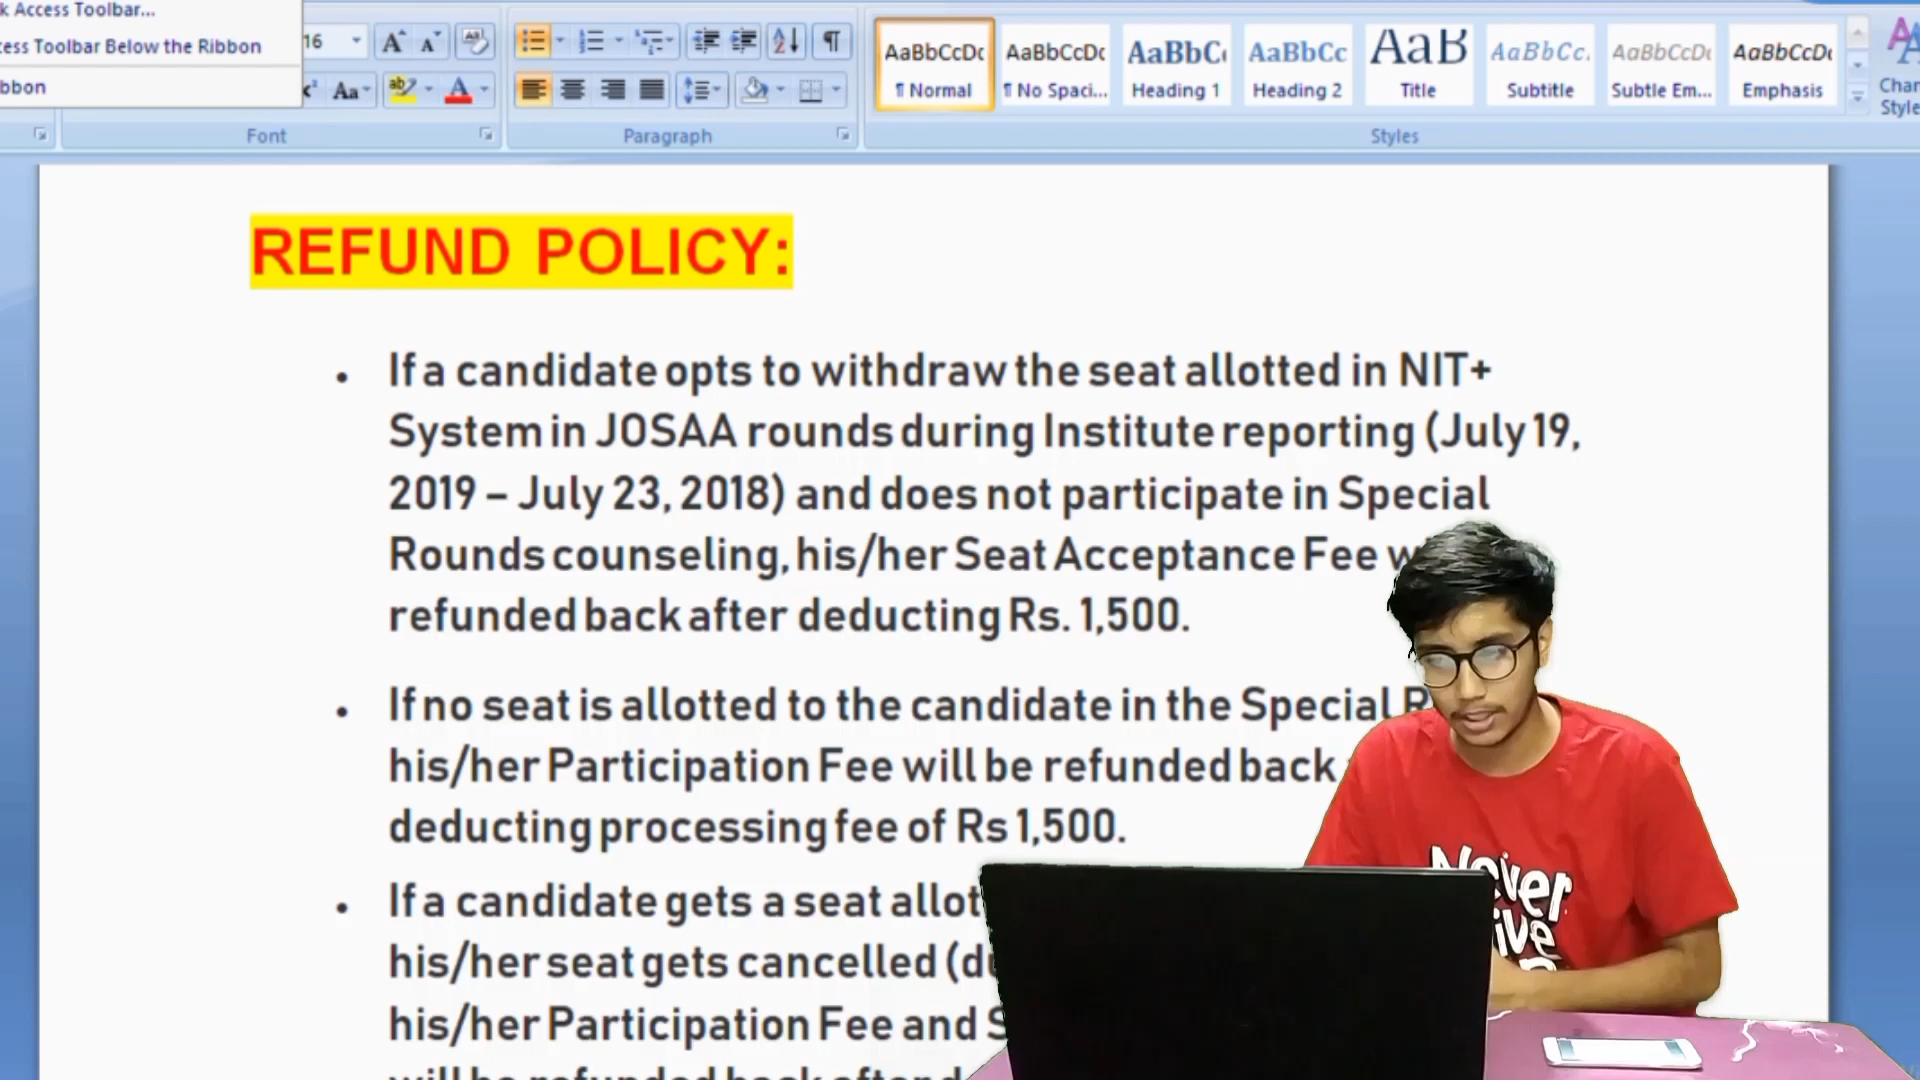 Access Toolbar...
Toolbar Below the Ribbon
16
Aa
ab
A
AaBbCcDc AaBbCcDc AaBbC AaBbCc AaB AaBbCc. AaBbCcDc AaBbCcDc
¶ Normal ¶ No Spaci... Heading 1 Heading 2 Title Subtitle Subtle Em... Emphasis
Font Paragraph Styles
REFUND POLICY:
• If a candidate opts to withdraw the seat allotted in NIT+
System in JOSAA rounds during Institute reporting (July 19,
2019 – July 23, 2018) and does not participate in Special
Rounds counseling, his/her Seat Acceptance Fee
refunded back after deducting Rs. 1,500.
• If no seat is allotted to the candidate in the Special
his/her Participation Fee will be refunded back
deducting processing fee of Rs 1,500.
• If a candidate gets a seat
his/her seat gets cancelled
his/her Participation Fee and
will be refunded back after
Never